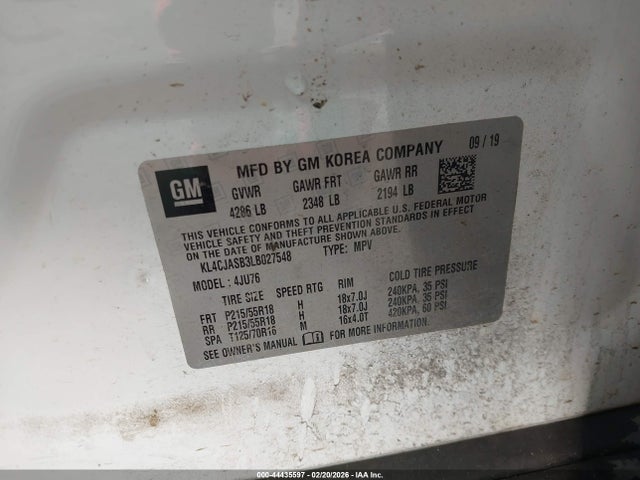 GM
MFD BY GM KOREA COMPANY 09 / 19
GVWR GAWR FRT GAWR RR
4286 LB 2348 LB 2194 LB
THIS VEHICLE CONFORMS TO ALL APPLICABLE U.S. FEDERAL MOTOR
VEHICLE SAFETY AND THEFT PREVENTION STANDARDS IN EFFECT
ON THE DATE OF MANUFACTURE SHOWN ABOVE.
KL4CJASB3LB027548 TYPE: MPV
MODEL: 4JU76
TIRE SIZE SPEED RTG RIM COLD TIRE PRESSURE
FRT P215/55R18 H 18x7.0J 240KPA, 35 PSI
RR P215/55R18 H 18x7.0J 240KPA, 35 PSI
SPA T125/70R16 M 16x4.0T 420KPA, 60 PSI
SEE OWNER'S MANUAL FOR MORE INFORMATION
000-44435597 02/20/2026 IAA Inc.